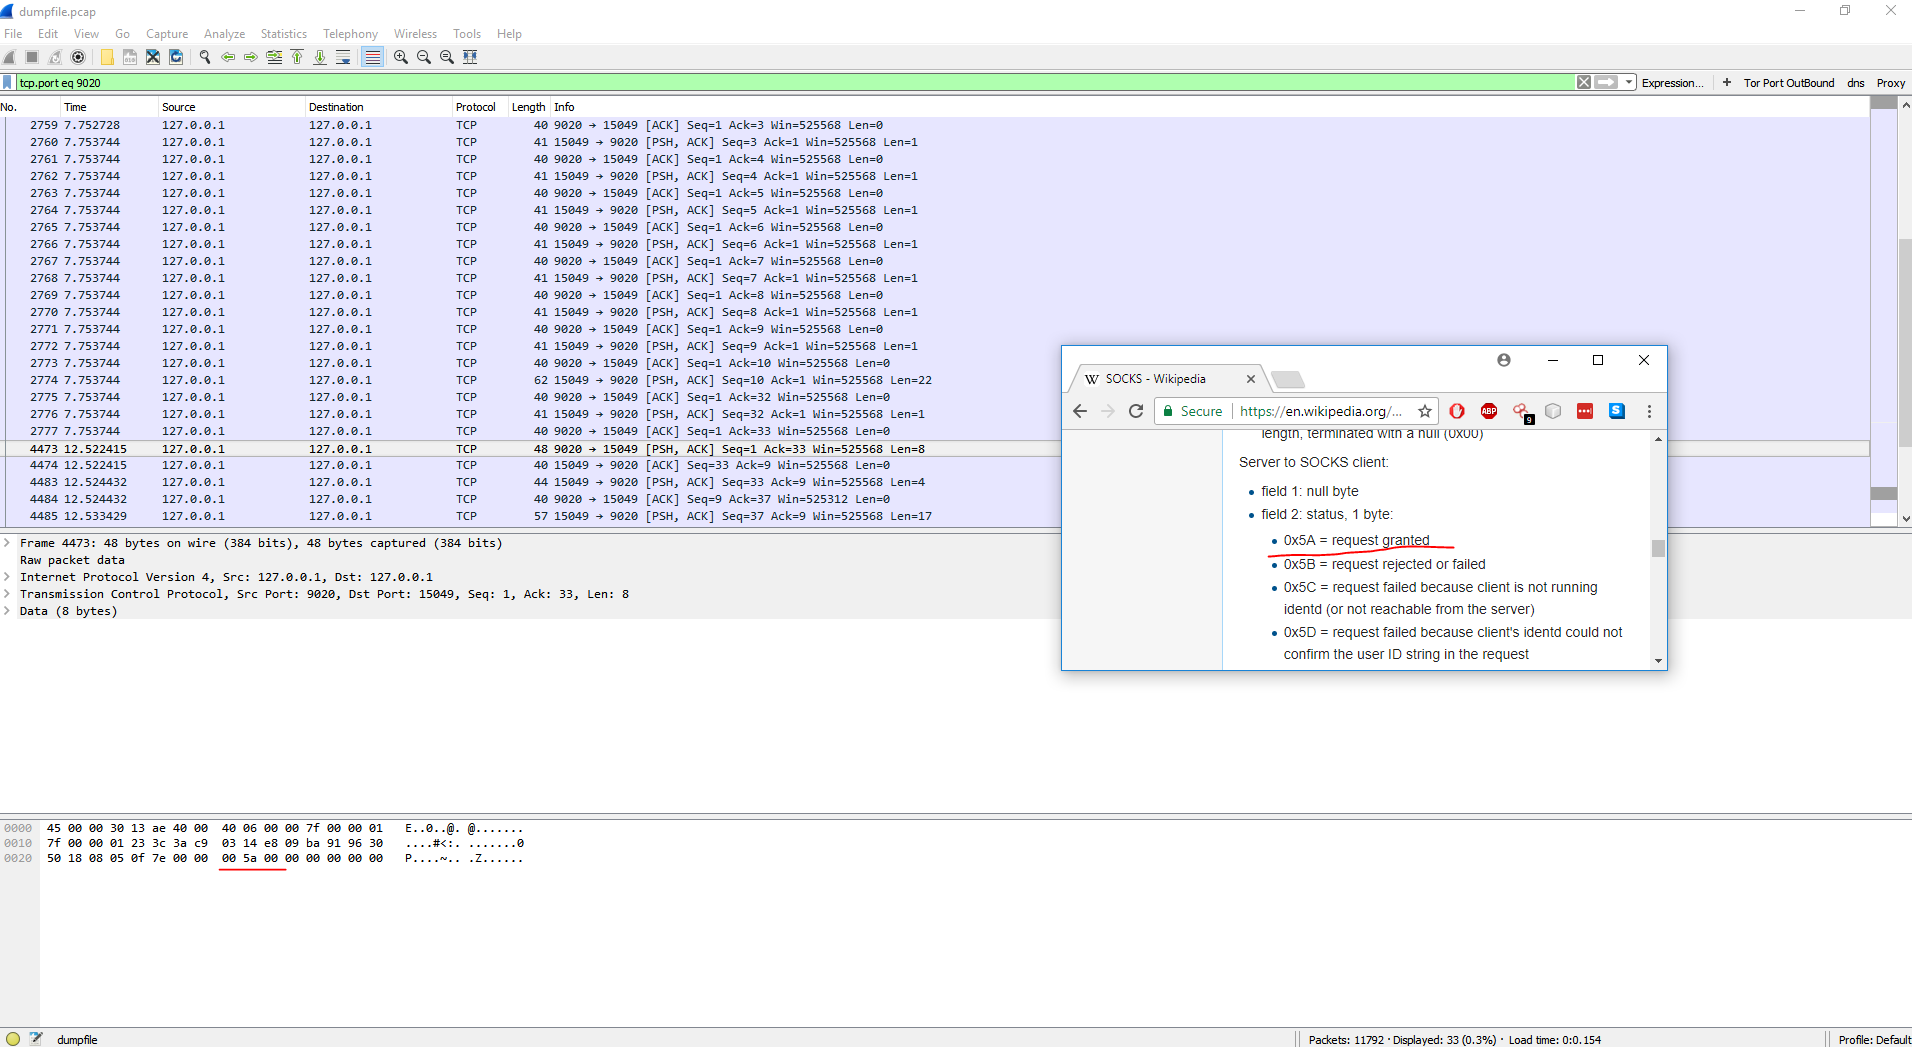 dumpfile.pcap
File Edit View Go Capture Analyze Statistics Telephony Wireless Tools Help
tcp.port eq 9020 Expression... + Tor Port OutBound dns Proxy
No. Time Source Destination Protocol Length Info
2759 7.752728 127.0.0.1 127.0.0.1 TCP 40 9020 → 15049 [ACK] Seq=1 Ack=3 Win=525568 Len=0
2760 7.753744 127.0.0.1 127.0.0.1 TCP 41 15049 → 9020 [PSH, ACK] Seq=3 Ack=1 Win=525568 Len=1
2761 7.753744 127.0.0.1 127.0.0.1 TCP 40 9020 → 15049 [ACK] Seq=1 Ack=4 Win=525568 Len=0
2762 7.753744 127.0.0.1 127.0.0.1 TCP 41 15049 → 9020 [PSH, ACK] Seq=4 Ack=1 Win=525568 Len=1
2763 7.753744 127.0.0.1 127.0.0.1 TCP 40 9020 → 15049 [ACK] Seq=1 Ack=5 Win=525568 Len=0
2764 7.753744 127.0.0.1 127.0.0.1 TCP 41 15049 → 9020 [PSH, ACK] Seq=5 Ack=1 Win=525568 Len=1
2765 7.753744 127.0.0.1 127.0.0.1 TCP 40 9020 → 15049 [ACK] Seq=1 Ack=6 Win=525568 Len=0
2766 7.753744 127.0.0.1 127.0.0.1 TCP 41 15049 → 9020 [PSH, ACK] Seq=6 Ack=1 Win=525568 Len=1
2767 7.753744 127.0.0.1 127.0.0.1 TCP 40 9020 → 15049 [ACK] Seq=1 Ack=7 Win=525568 Len=0
2768 7.753744 127.0.0.1 127.0.0.1 TCP 41 15049 → 9020 [PSH, ACK] Seq=7 Ack=1 Win=525568 Len=1
2769 7.753744 127.0.0.1 127.0.0.1 TCP 40 9020 → 15049 [ACK] Seq=1 Ack=8 Win=525568 Len=0
2770 7.753744 127.0.0.1 127.0.0.1 TCP 41 15049 → 9020 [PSH, ACK] Seq=8 Ack=1 Win=525568 Len=1
2771 7.753744 127.0.0.1 127.0.0.1 TCP 40 9020 → 15049 [ACK] Seq=1 Ack=9 Win=525568 Len=0
2772 7.753744 127.0.0.1 127.0.0.1 TCP 41 15049 → 9020 [PSH, ACK] Seq=9 Ack=1 Win=525568 Len=1
2773 7.753744 127.0.0.1 127.0.0.1 TCP 40 9020 → 15049 [ACK] Seq=1 Ack=10 Win=525568 Len=0
2774 7.753744 127.0.0.1 127.0.0.1 TCP 62 15049 → 9020 [PSH, ACK] Seq=10 Ack=1 Win=525568 Len=22
2775 7.753744 127.0.0.1 127.0.0.1 TCP 40 9020 → 15049 [ACK] Seq=1 Ack=32 Win=525568 Len=0
2776 7.753744 127.0.0.1 127.0.0.1 TCP 41 15049 → 9020 [PSH, ACK] Seq=32 Ack=1 Win=525568 Len=1
2777 7.753744 127.0.0.1 127.0.0.1 TCP 40 9020 → 15049 [ACK] Seq=1 Ack=33 Win=525568 Len=0
4473 12.522415 127.0.0.1 127.0.0.1 TCP 48 9020 → 15049 [PSH, ACK] Seq=1 Ack=33 Win=525568 Len=8
4474 12.522415 127.0.0.1 127.0.0.1 TCP 40 15049 → 9020 [ACK] Seq=33 Ack=9 Win=525568 Len=0
4483 12.524432 127.0.0.1 127.0.0.1 TCP 44 15049 → 9020 [PSH, ACK] Seq=33 Ack=9 Win=525568 Len=4
4484 12.524432 127.0.0.1 127.0.0.1 TCP 40 9020 → 15049 [ACK] Seq=9 Ack=37 Win=525312 Len=0
4485 12.533429 127.0.0.1 127.0.0.1 TCP 57 15049 → 9020 [PSH, ACK] Seq=37 Ack=9 Win=525568 Len=17
W SOCKS - Wikipedia
Secure https://en.wikipedia.org/... ABP 9 S
length, terminated with a null (0x00)
Server to SOCKS client:
field 1: null byte
field 2: status, 1 byte:
0x5A = request granted
0x5B = request rejected or failed
0x5C = request failed because client is not running
identd (or not reachable from the server)
0x5D = request failed because client's identd could not
confirm the user ID string in the request
Frame 4473: 48 bytes on wire (384 bits), 48 bytes captured (384 bits)
Raw packet data
Internet Protocol Version 4, Src: 127.0.0.1, Dst: 127.0.0.1
Transmission Control Protocol, Src Port: 9020, Dst Port: 15049, Seq: 1, Ack: 33, Len: 8
Data (8 bytes)
0000 45 00 00 30 13 ae 40 00 40 06 00 00 7f 00 00 01 E..0..@. @.......
0010 7f 00 00 01 23 3c 3a c9 03 14 e8 09 ba 91 96 30 ....#<:. .......0
0020 50 18 08 05 0f 7e 00 00 00 5a 00 00 00 00 00 00 P....~.. .Z......
dumpfile Packets: 11792 · Displayed: 33 (0.3%) · Load time: 0:0.154 Profile: Default